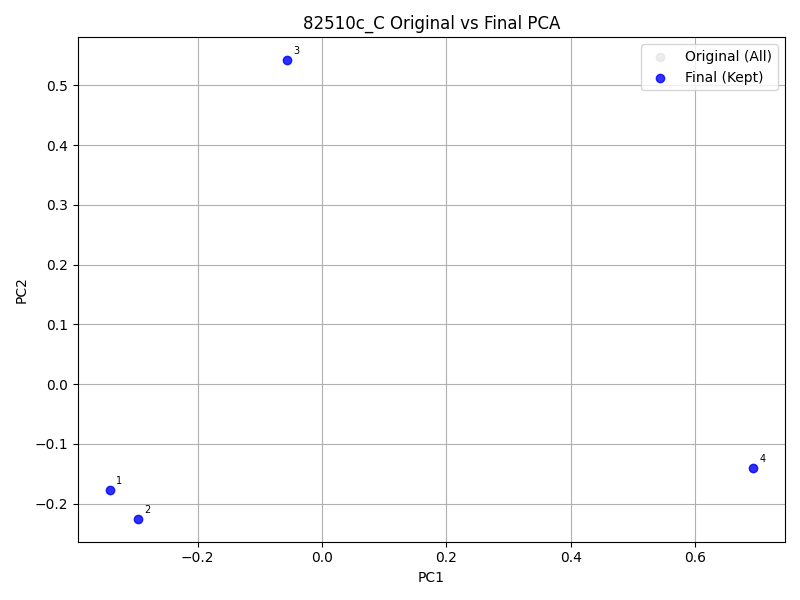 82510c_C Original vs Final PCA
Original (All)
Final (Kept)
3
4
1
2
0.5
0.4
0.3
0.2
0.1
0.0
−0.1
−0.2
PC2
−0.2 0.0 0.2 0.4 0.6
PC1